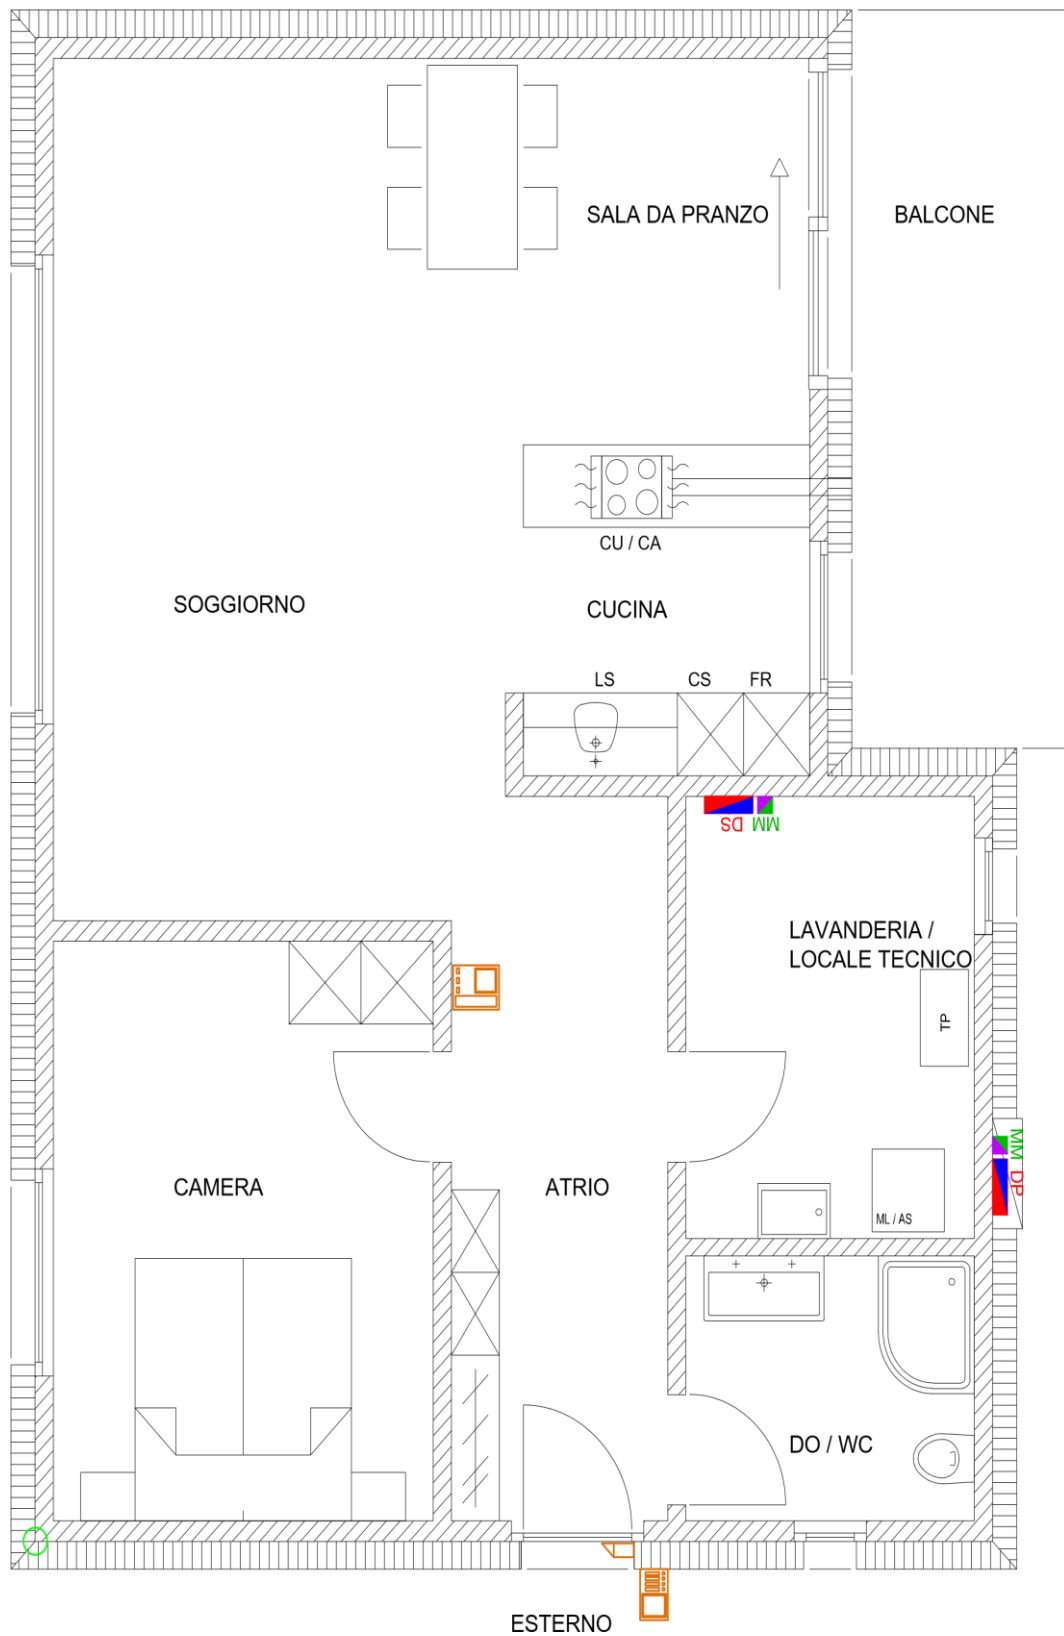 SALA DA PRANZO
BALCONE
CU / CA
SOGGIORNO
CUCINA
LS
CS
FR
DS
MM
LAVANDERIA /
LOCALE TECNICO
TP
MM
DP
CAMERA
ATRIO
ML / AS
DO / WC
ESTERNO